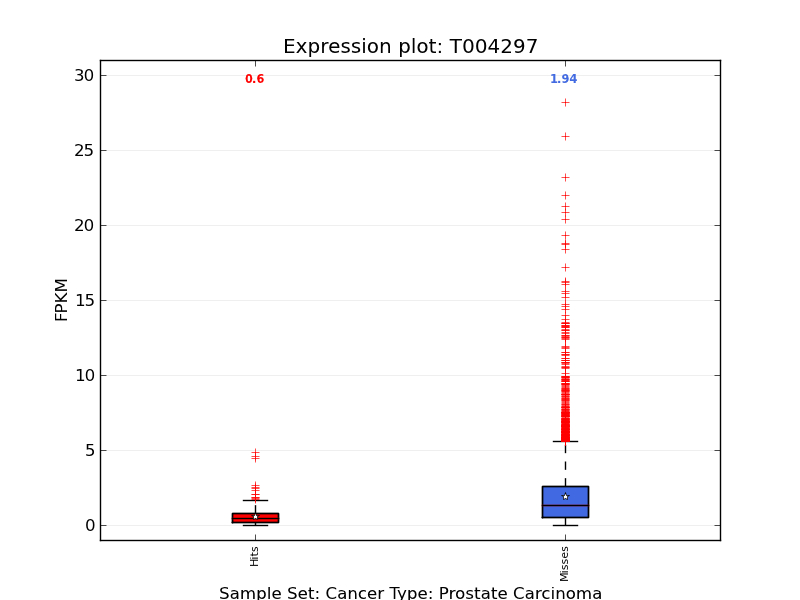 Expression plot: T004297
0.6
1.94
30
25
20
15
10
5
0
FPKM
Hits
Misses
Sample Set: Cancer Type: Prostate Carcinoma